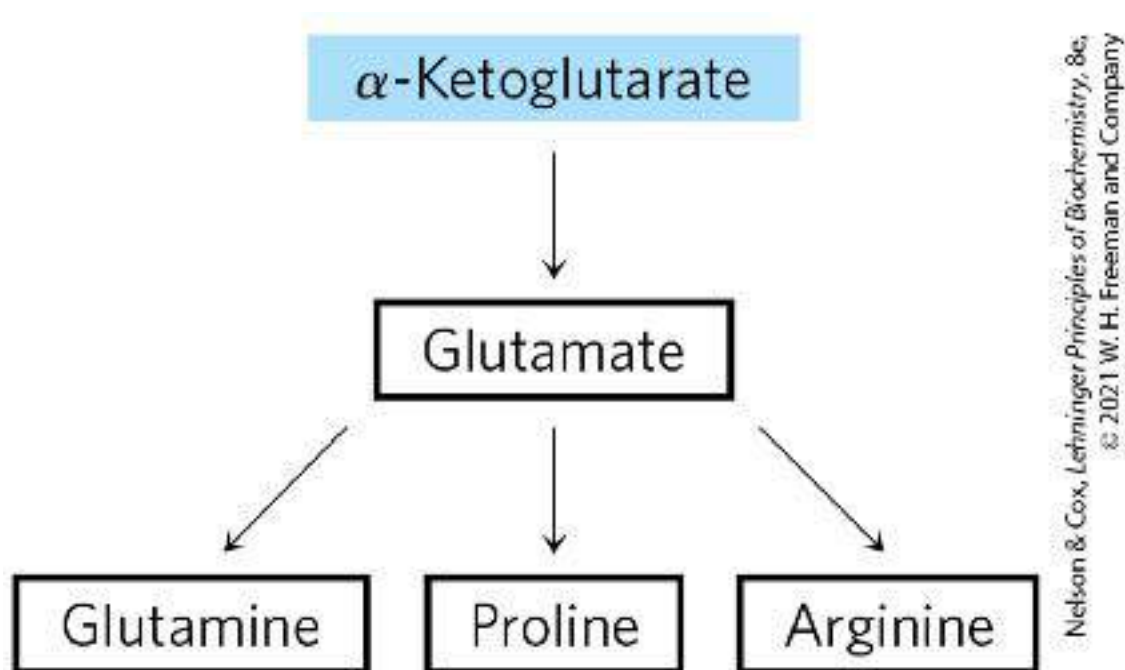 α-Ketoglutarate
Glutamate
Glutamine
Proline
Arginine
Nelson & Cox, Lehninger Principles of Biochemistry, 8e,
© 2021 W. H. Freeman and Company